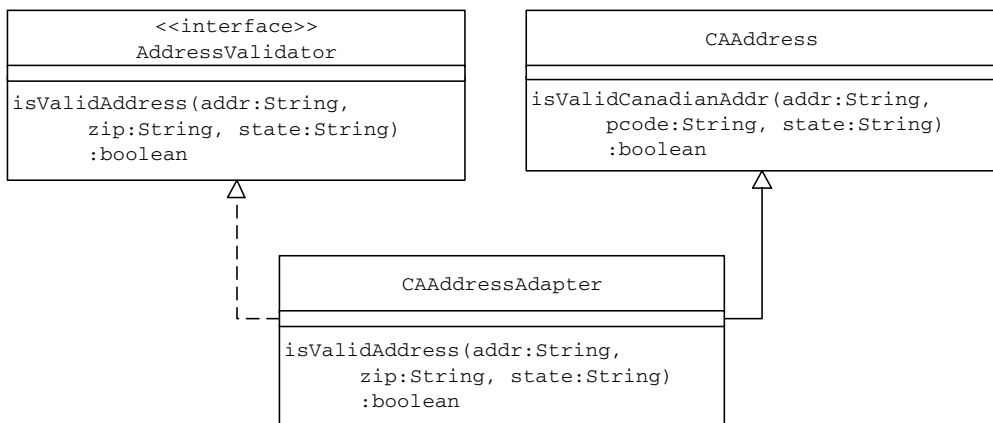 <<interface>>
AddressValidator
isValidAddress(addr:String,
zip:String, state:String)
:boolean
CAAddress
isValidCanadianAddr(addr:String,
pcode:String, state:String)
:boolean
CAAddressAdapter
isValidAddress(addr:String,
zip:String, state:String)
:boolean